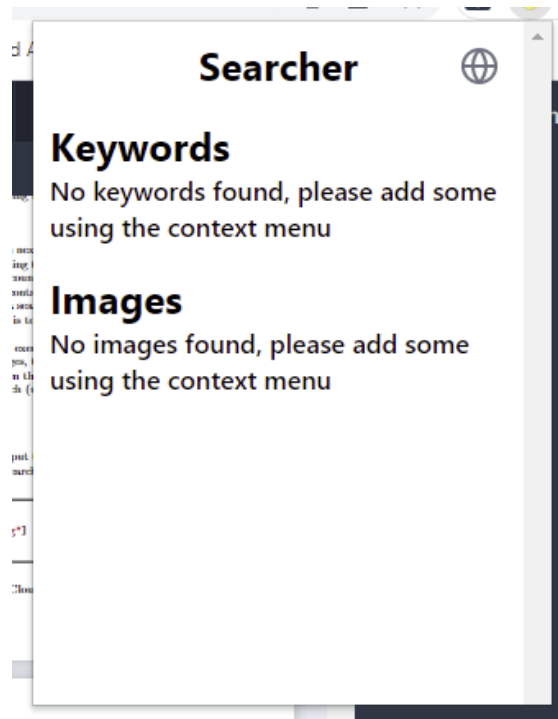 Searcher
Keywords
No keywords found, please add some
using the context menu
Images
No images found, please add some
using the context menu